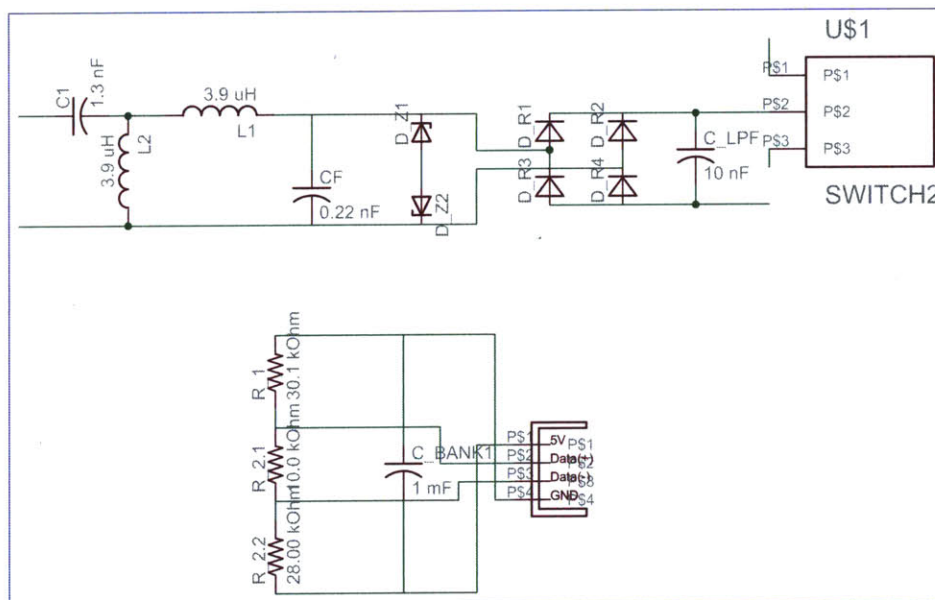 U$1
C1
1.3 nF
3.9 uH
L1
L2
3.9 uH
CF
0.22 nF
D_Z1
D_Z2
D_R1
D_R2
D_R3
D_R4
C_LPF
10 nF
P$1
P$1
P$2
P$2
P$3
P$3
SWITCH2
R_1
30.1 kOhm
R_2.1
10.0 kOhm
R_2.2
28.00 kOhm
C_BANK1
1 mF
P$1
5V
P$1
P$2
Data(+)
P$2
P$3
Data(-)
P$3
P$4
GND
P$4